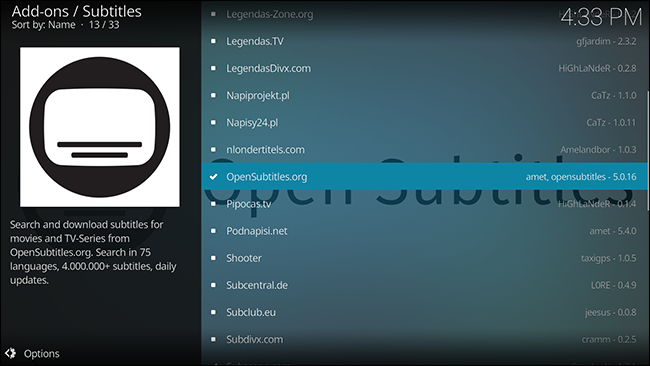 Add-ons / Subtitles
Sort by: Name · 13 / 33
4:33 PM
Legendas-Zone.org
Legendas.TV gfjardim - 2.3.2
LegendasDivx.com HiGhLaNdeR - 0.2.8
Napiprojekt.pl CaTz - 1.1.0
Napisy24.pl CaTz - 1.0.11
nlondertitels.com Amelandbor - 1.0.3
OpenSubtitles.org amet, opensubtitles - 5.0.16
Pipocas.tv HiGhLaNdeR - 0.1.4
Podnapisi.net amet - 5.4.0
Shooter taxigps - 1.0.5
Subcentral.de L0RE - 0.4.9
Subclub.eu jeesus - 0.0.8
Subdivx.com cramm - 0.2.5
Open Subtitles
Search and download subtitles for
movies and TV-Series from
OpenSubtitles.org. Search in 75
languages, 4.000.000+ subtitles, daily
updates.
Options